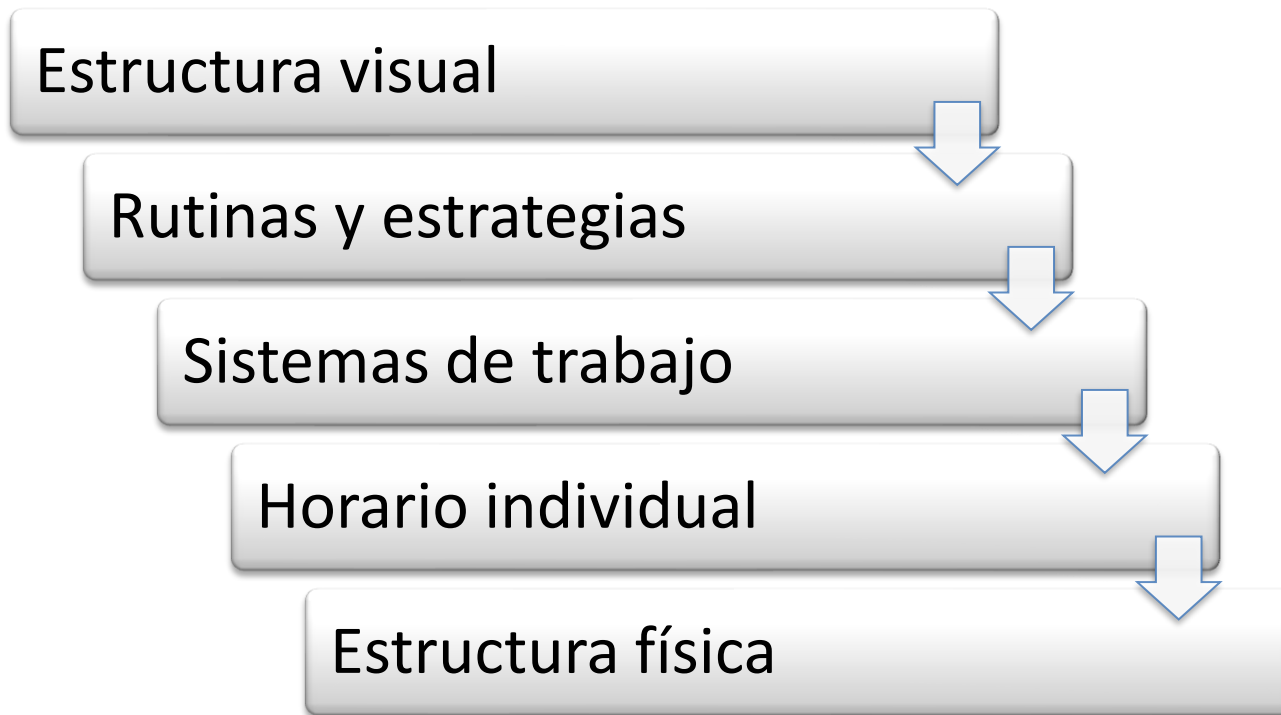 Estructura visual
Rutinas y estrategias
Sistemas de trabajo
Horario individual
Estructura física